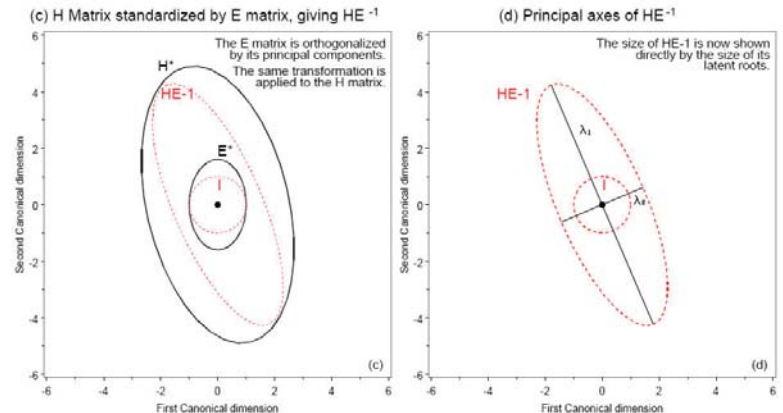 (c) H Matrix standardized by E matrix, giving HE -1
The E matrix is orthogonalized
by its principal components.
The same transformation is
applied to the H matrix.
H*
HE-1
E*
I
Second Canonical dimension
6
4
2
0
-2
-4
-6
(c)
-6
-4
-2
0
2
4
6
First Canonical dimension
(d) Principal axes of HE-1
The size of HE-1 is now shown
directly by the size of its
latent roots.
HE-1
λ1
I
λ2
Second Canonical dimension
6
4
2
0
-2
-4
-6
(d)
-6
-4
-2
0
2
4
6
First Canonical dimension